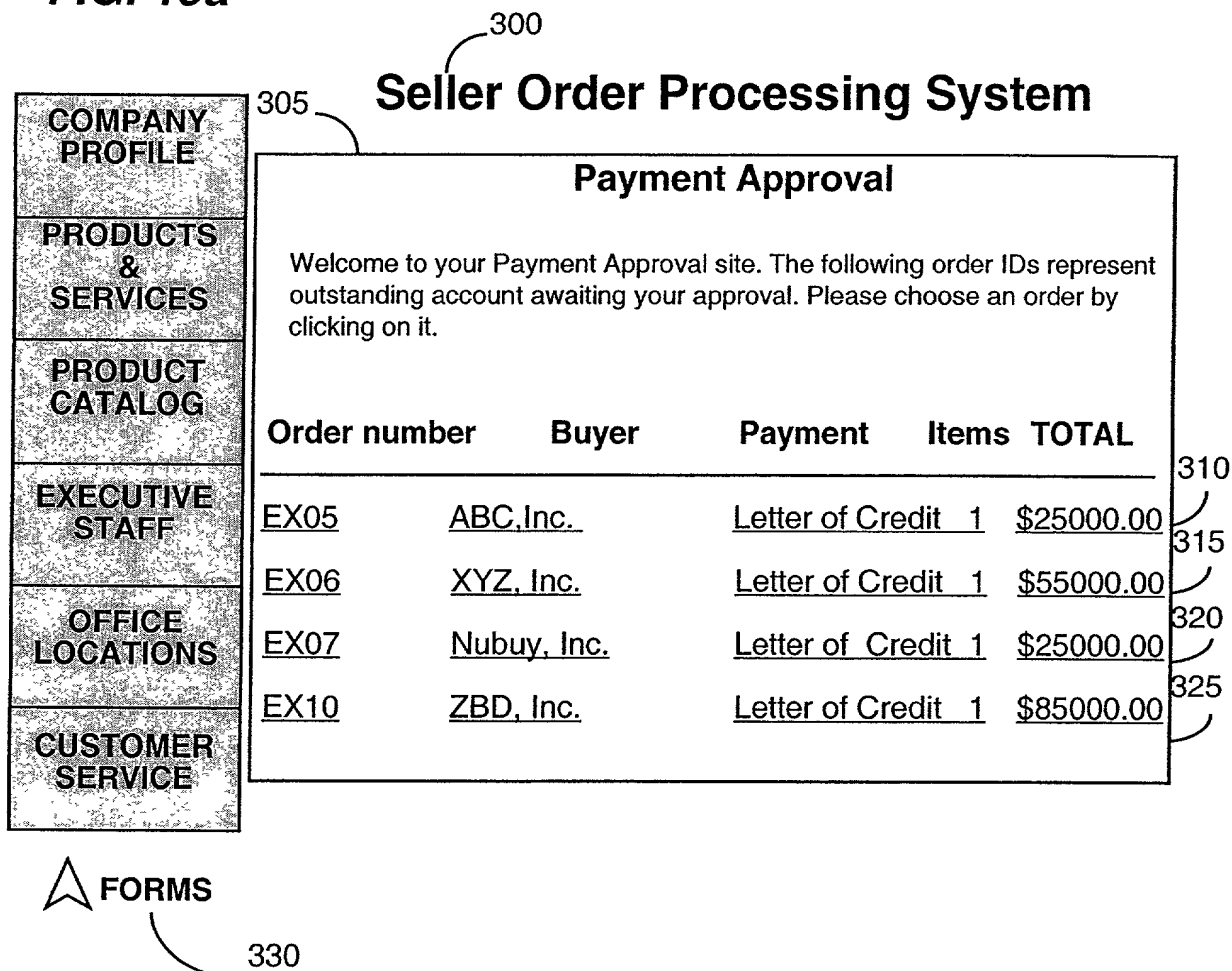 300
Seller Order Processing System
305
COMPANY
PROFILE
PRODUCTS
&
SERVICES
PRODUCT
CATALOG
EXECUTIVE
STAFF
OFFICE
LOCATIONS
CUSTOMER
SERVICE
Payment Approval
Welcome to your Payment Approval site. The following order IDs represent
outstanding account awaiting your approval. Please choose an order by
clicking on it.
Order number Buyer Payment Items TOTAL
EX05 ABC,Inc. Letter of Credit 1 $25000.00
310
EX06 XYZ, Inc. Letter of Credit 1 $55000.00
315
EX07 Nubuy, Inc. Letter of Credit 1 $25000.00
320
EX10 ZBD, Inc. Letter of Credit 1 $85000.00
325
FORMS
330